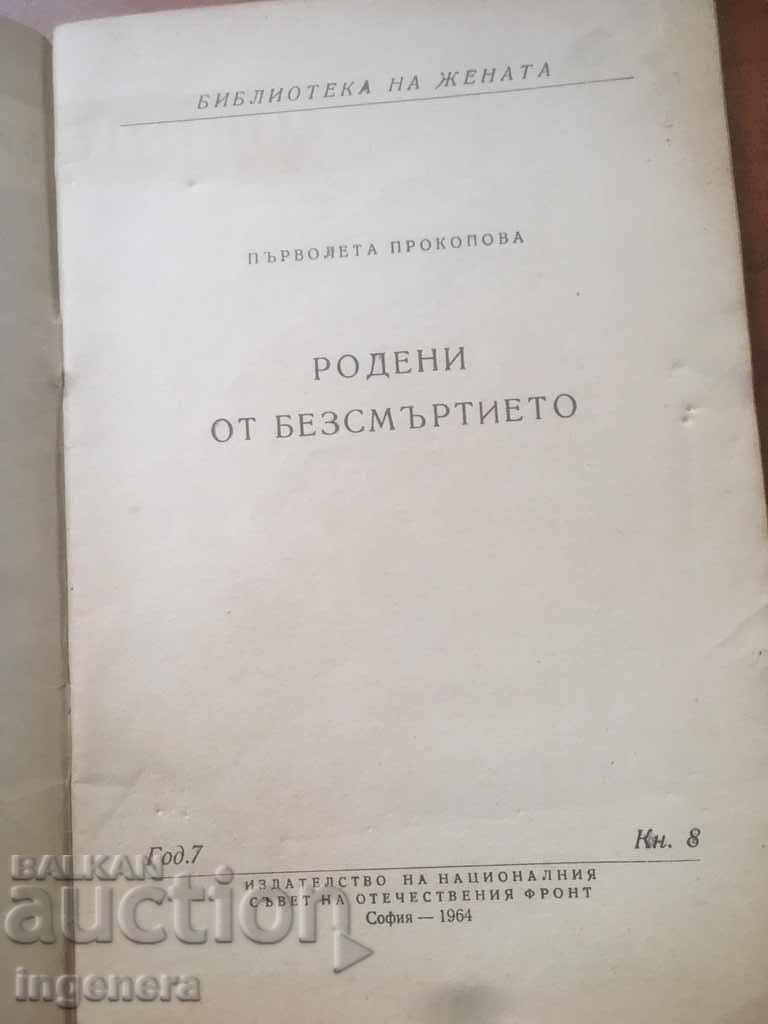 БИБЛИОТЕКА НА ЖЕНАТА
ПЪРВОЛЕТА ПРОКОПОВА
РОДЕНИ
ОТ БЕЗСМЪРТИЕТО
Год. 7
Кн. 8
ИЗДАТЕЛСТВО НА НАЦИОНАЛНИЯ
СЪВЕТ НА ОТЕЧЕСТВЕНИЯ ФРОНТ
София — 1964
BALKAN
auction
ingenera